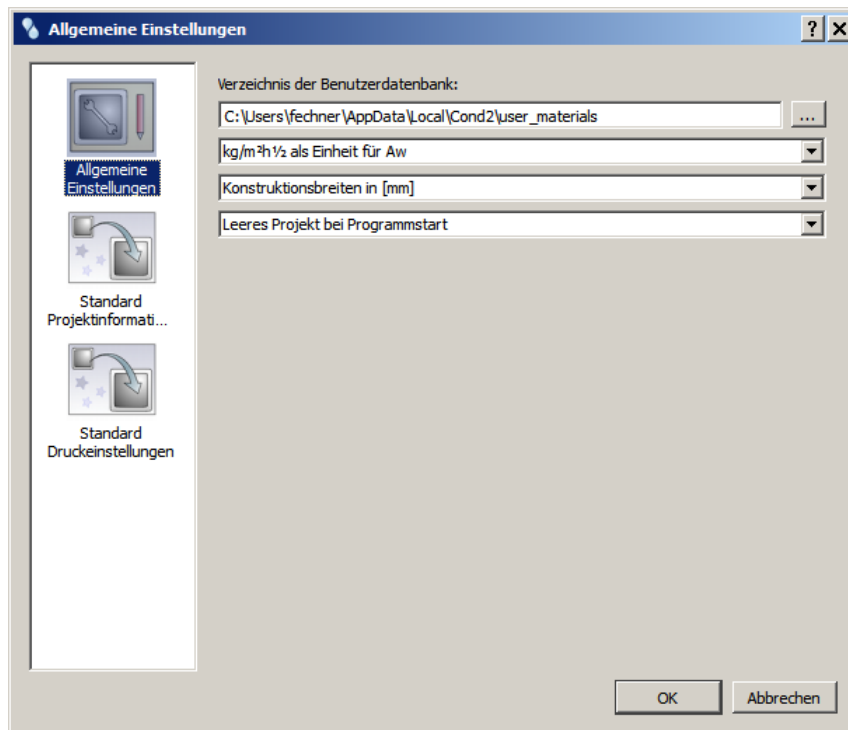 Allgemeine Einstellungen
Verzeichnis der Benutzerdatenbank:
C:\Users\fechner\AppData\Local\Cond2\user_materials
...
kg/m²h½ als Einheit für Aw
Konstruktionsbreiten in [mm]
Leeres Projekt bei Programmstart
Allgemeine
Einstellungen
Standard
Projektinformati...
Standard
Druckeinstellungen
OK
Abbrechen